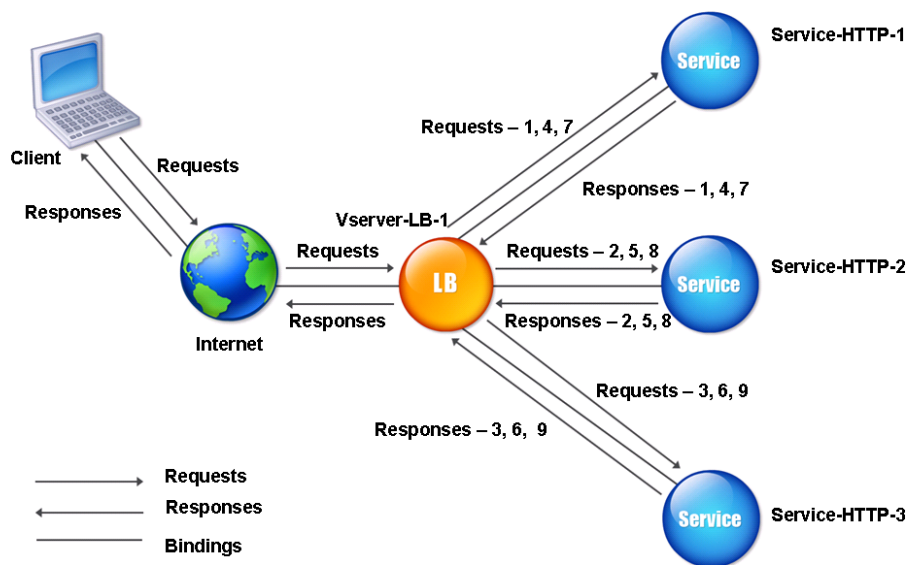 Service-HTTP-1
Service
Requests – 1, 4, 7
Client
Requests
Responses
Responses – 1, 4, 7
Vserver-LB-1
Requests
Requests – 2, 5, 8
Service-HTTP-2
LB
Service
Responses
Responses – 2, 5, 8
Internet
Requests – 3, 6, 9
Responses – 3, 6,  9
Requests
Responses
Bindings
Service
Service-HTTP-3